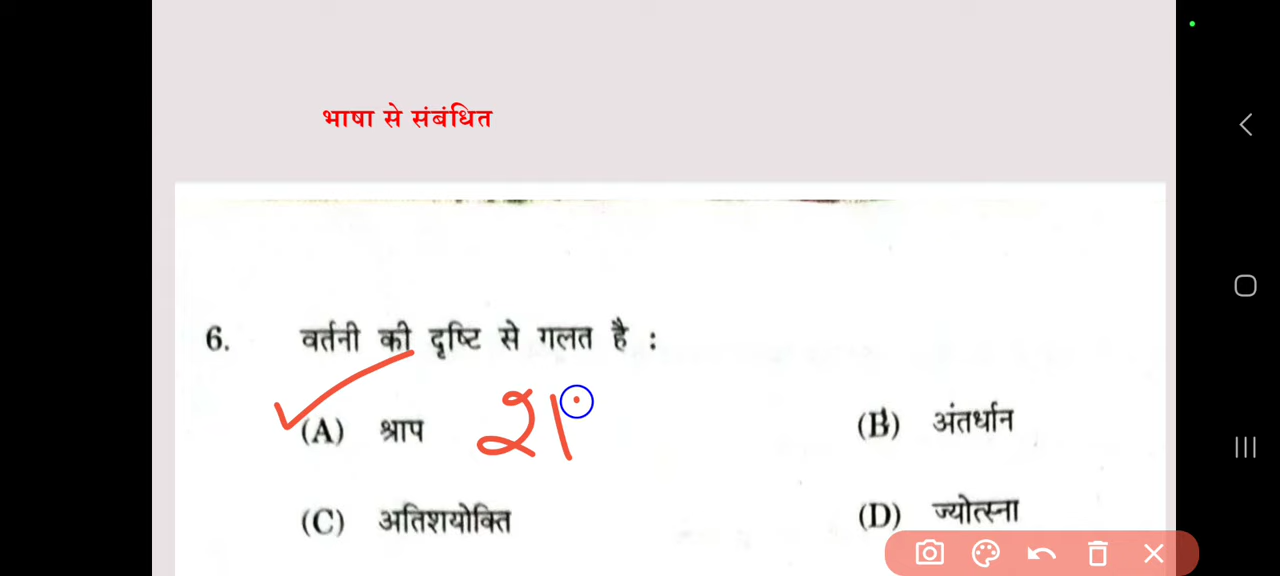 भाषा से संबंधित
6. वर्तनी की दृष्टि से गलत है :
(A) श्राप श
(B) अंतर्धान
(C) अतिशयोक्ति
(D) ज्योत्स्ना